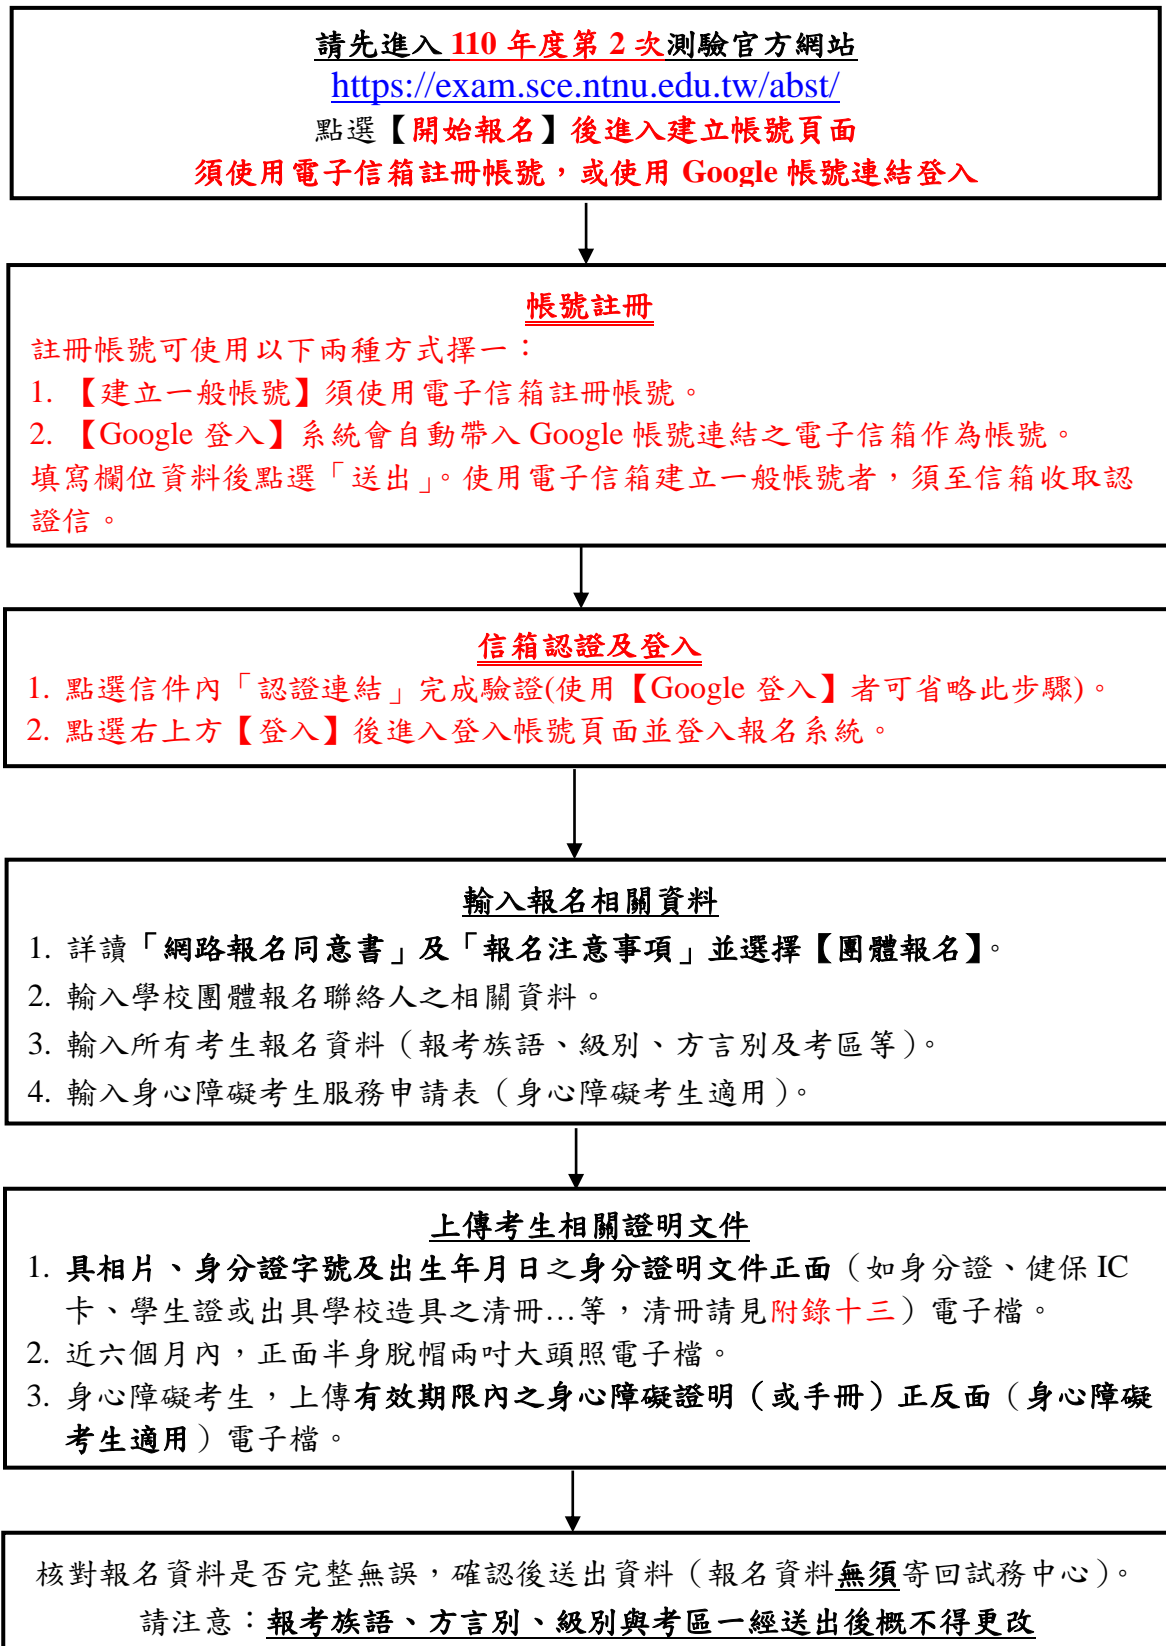 請先進入 110 年度第 2 次測驗官方網站
https://exam.sce.ntnu.edu.tw/abst/
點選【開始報名】後進入建立帳號頁面
須使用電子信箱註冊帳號，或使用 Google 帳號連結登入
帳號註冊
註冊帳號可使用以下兩種方式擇一：
1. 【建立一般帳號】須使用電子信箱註冊帳號。
2. 【Google 登入】系統會自動帶入 Google 帳號連結之電子信箱作為帳號。
填寫欄位資料後點選「送出」。使用電子信箱建立一般帳號者，須至信箱收取認
證信。
信箱認證及登入
1. 點選信件內「認證連結」完成驗證(使用【Google 登入】者可省略此步驟)。
2. 點選右上方【登入】後進入登入帳號頁面並登入報名系統。
輸入報名相關資料
1. 詳讀「網路報名同意書」及「報名注意事項」並選擇【團體報名】。
2. 輸入學校團體報名聯絡人之相關資料。
3. 輸入所有考生報名資料（報考族語、級別、方言別及考區等）。
4. 輸入身心障礙考生服務申請表（身心障礙考生適用）。
上傳考生相關證明文件
1. 具相片、身分證字號及出生年月日之身分證明文件正面（如身分證、健保 IC
卡、學生證或出具學校造具之清冊…等，清冊請見附錄十三）電子檔。
2. 近六個月內，正面半身脫帽兩吋大頭照電子檔。
3. 身心障礙考生，上傳有效期限內之身心障礙證明（或手冊）正反面（身心障礙
考生適用）電子檔。
核對報名資料是否完整無誤，確認後送出資料（報名資料無須寄回試務中心）。
請注意：報考族語、方言別、級別與考區一經送出後概不得更改